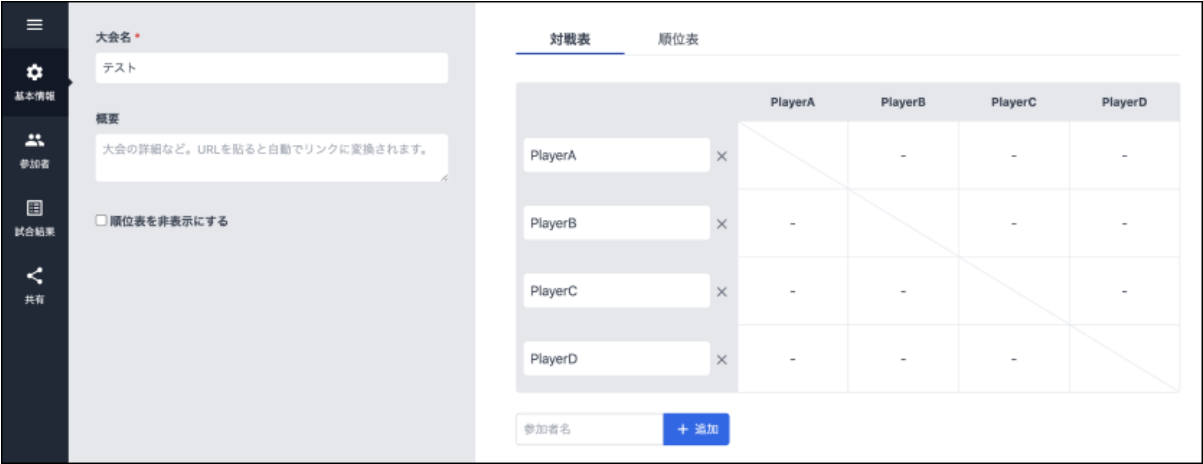 基本情報
参加者
試合結果
共有
大会名 *
テスト
概要
大会の詳細など。URLを貼ると自動でリンクに変換されます。
順位表を非表示にする
対戦表 順位表
PlayerA PlayerB PlayerC PlayerD
PlayerA × - - -
PlayerB × - - -
PlayerC × - - -
PlayerD × - - -
参加者名 + 追加